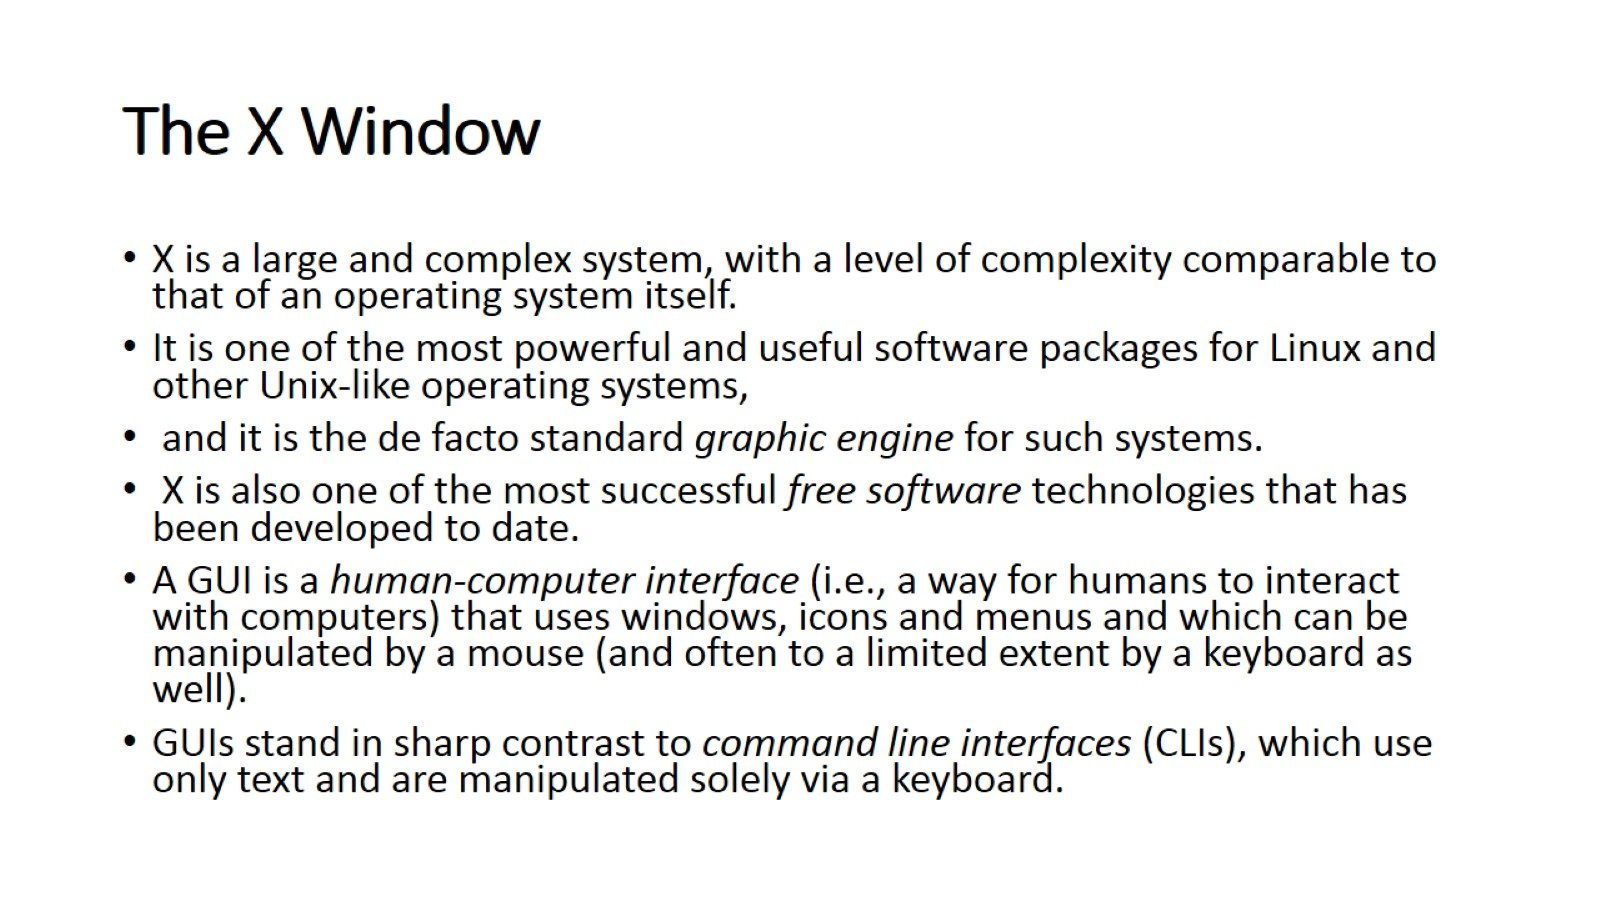 The X Window
• X is a large and complex system, with a level of complexity comparable to
that of an operating system itself.
• It is one of the most powerful and useful software packages for Linux and
other Unix-like operating systems,
• and it is the de facto standard graphic engine for such systems.
• X is also one of the most successful free software technologies that has
been developed to date.
• A GUI is a human-computer interface (i.e., a way for humans to interact
with computers) that uses windows, icons and menus and which can be
manipulated by a mouse (and often to a limited extent by a keyboard as
well).
• GUIs stand in sharp contrast to command line interfaces (CLIs), which use
only text and are manipulated solely via a keyboard.